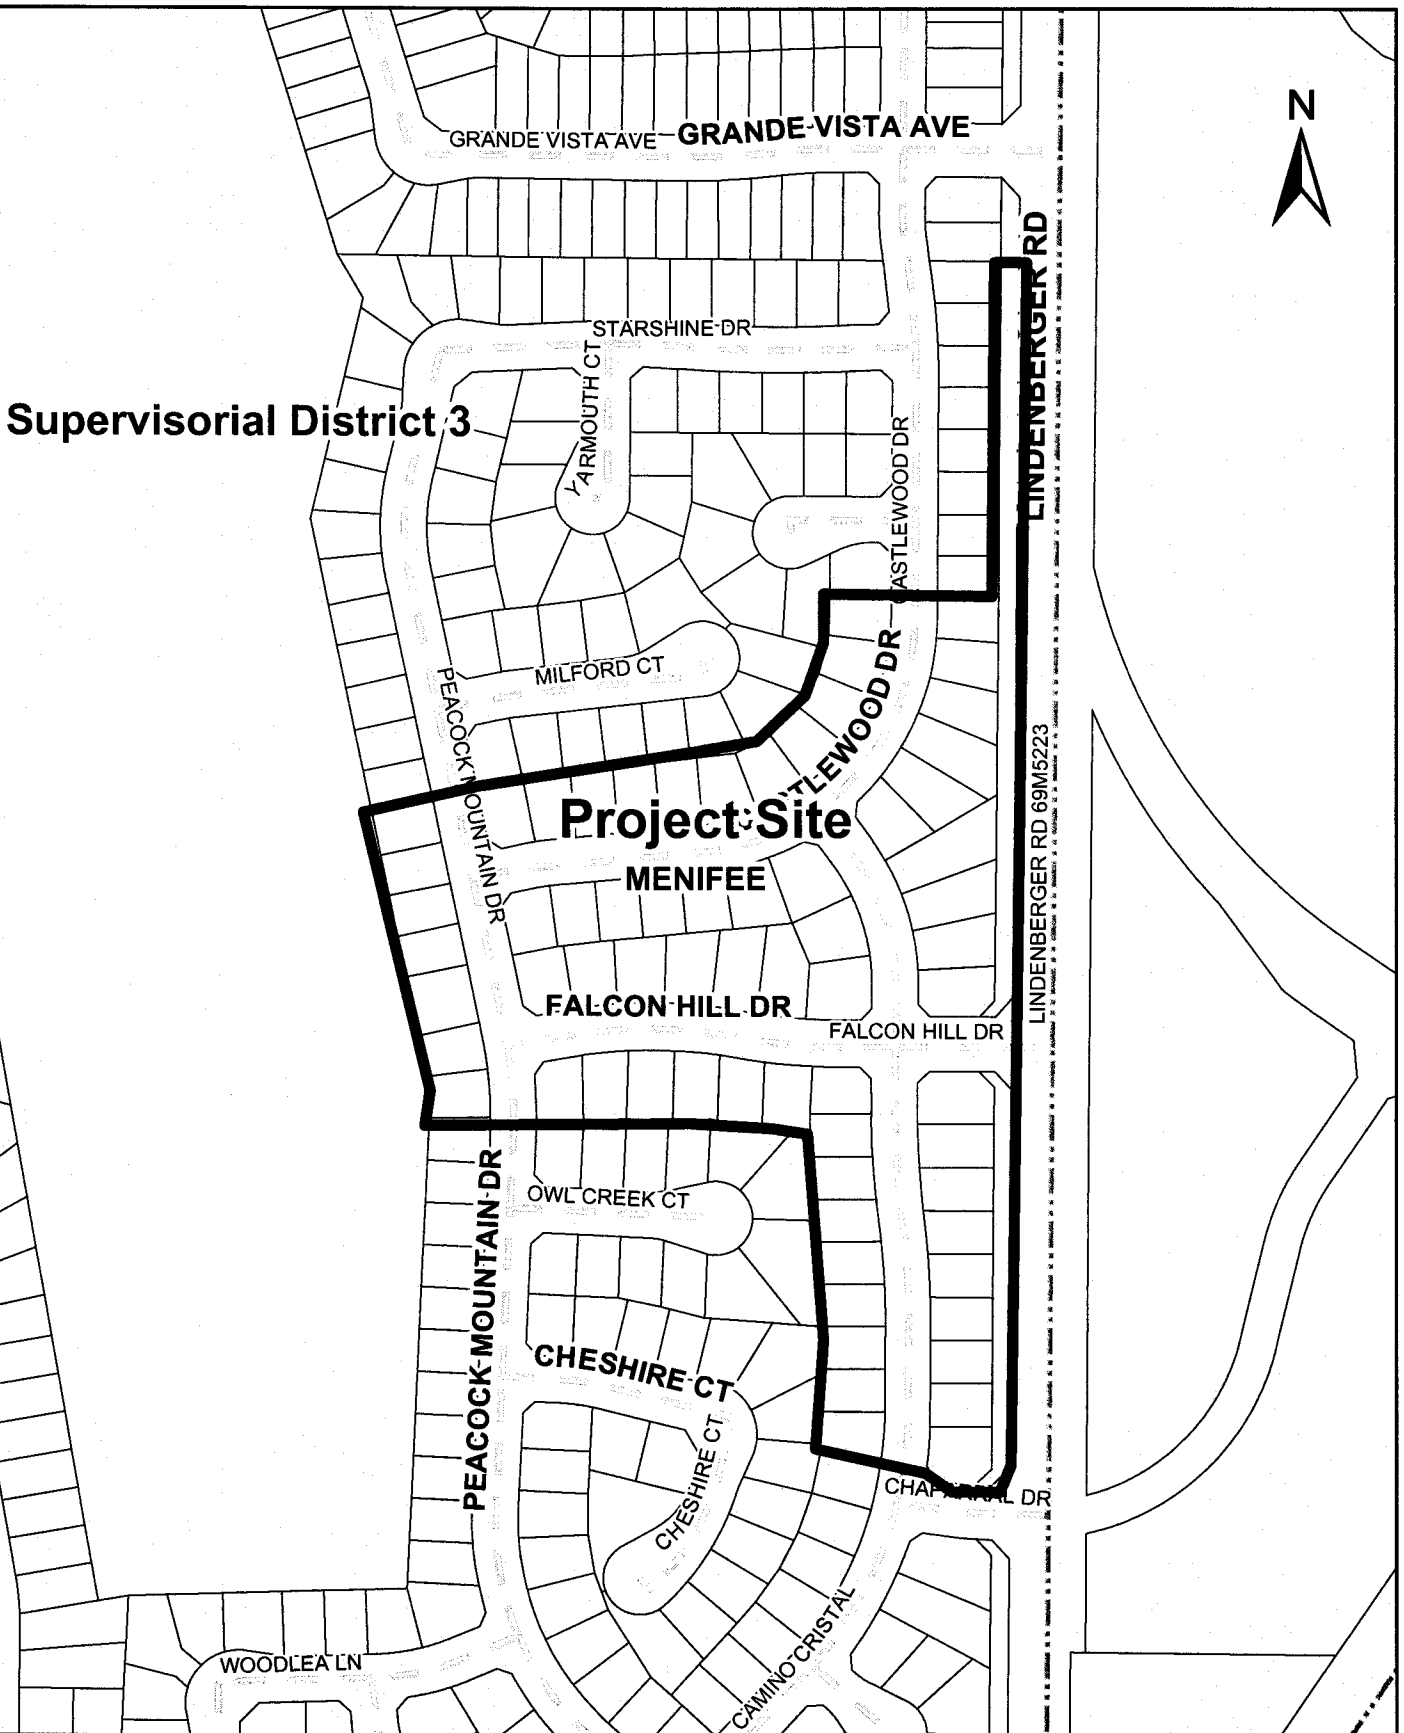 N
GRANDE VISTA AVE
GRANDE VISTA AVE
LINDENBERGER RD
STARSHINE DR
YARMOUTH CT
Supervisorial District 3
CASTLEWOOD DR
MILFORD CT
PEACOCK MOUNTAIN DR
CASTLEWOOD DR
LINDENBERGER RD 69M5223
Project Site
MENIFEE
FALCON HILL DR
FALCON HILL DR
PEACOCK MOUNTAIN DR
OWL CREEK CT
CHESHIRE CT
CHESHIRE CT
CHAPARRAL DR
CAMINO CRISTAL
WOODLEA LN